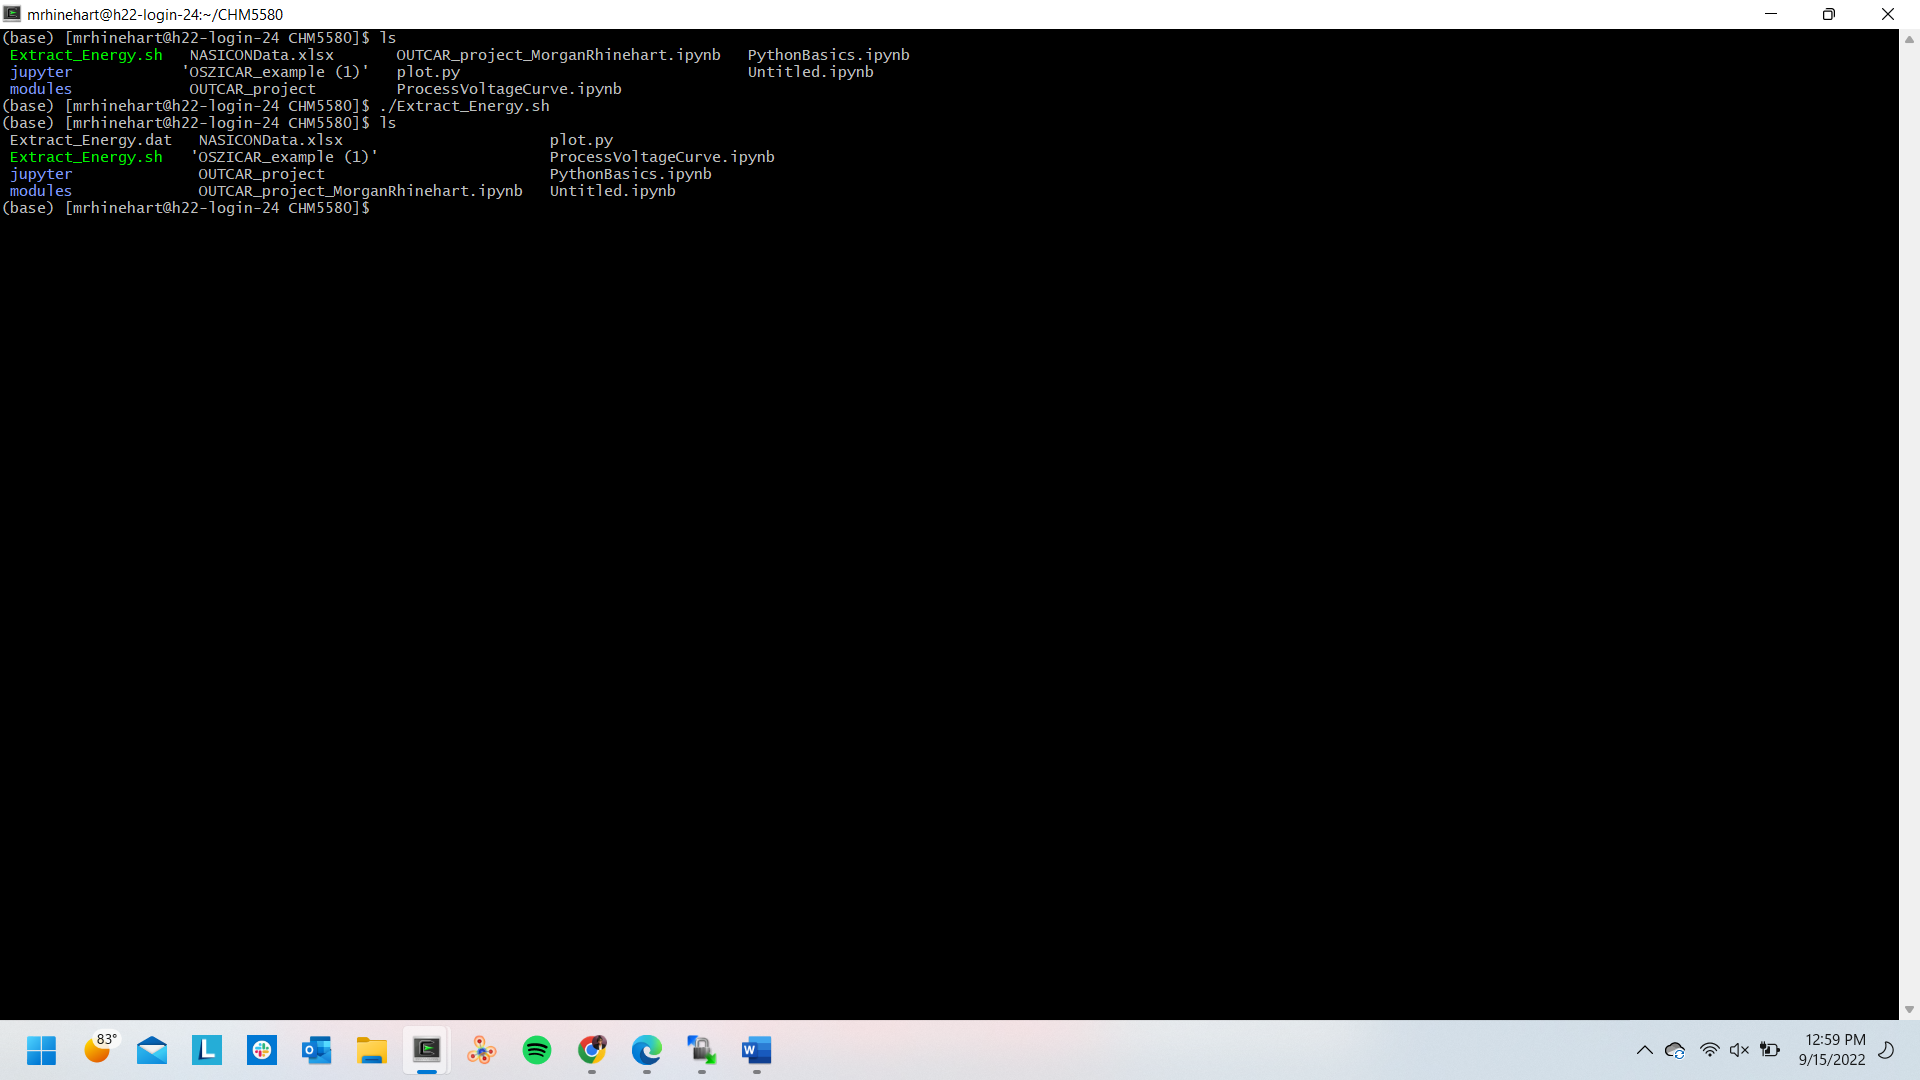 mrhinehart@h22-login-24:~/CHM5580
(base) [mrhinehart@h22-login-24 CHM5580]$ ls
Extract_Energy.sh   NASICONData.xlsx       OUTCAR_project_MorganRhinehart.ipynb   PythonBasics.ipynb
jupyter            'OSZICAR_example (1)'   plot.py                                Untitled.ipynb
modules             OUTCAR_project         ProcessVoltageCurve.ipynb
(base) [mrhinehart@h22-login-24 CHM5580]$ ./Extract_Energy.sh
(base) [mrhinehart@h22-login-24 CHM5580]$ ls
Extract_Energy.dat   NASICONData.xlsx                       plot.py
Extract_Energy.sh   'OSZICAR_example (1)'                   ProcessVoltageCurve.ipynb
jupyter              OUTCAR_project                         PythonBasics.ipynb
modules              OUTCAR_project_MorganRhinehart.ipynb   Untitled.ipynb
(base) [mrhinehart@h22-login-24 CHM5580]$
83°
L
O
W
12:59 PM
9/15/2022